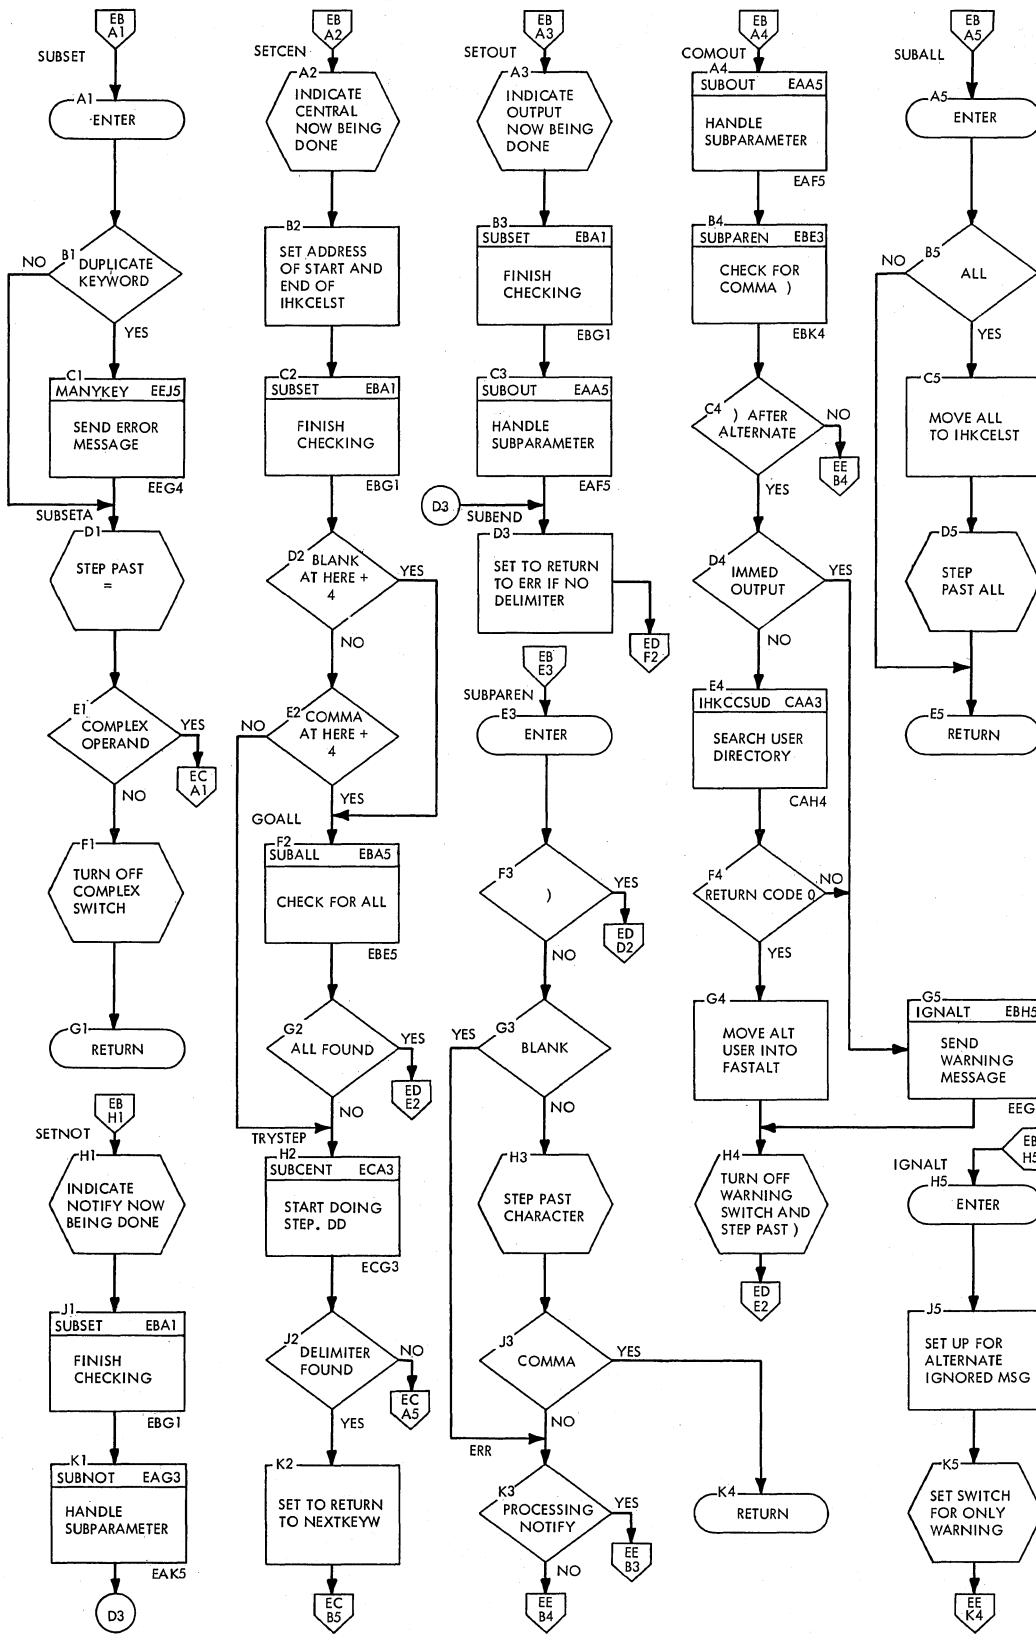 EB
A1
SUBSET
A1
ENTER
B1
DUPLICATE
KEYWORD
NO
YES
C1
MANYKEY EEJ5
SEND ERROR
MESSAGE
EEG4
SUBSETA
D1
STEP PAST
=
E1
COMPLEX
OPERAND
YES
EC
A1
NO
F1
TURN OFF
COMPLEX
SWITCH
G1
RETURN
EB
H1
SETNOT
H1
INDICATE
NOTIFY NOW
BEING DONE
J1
SUBSET EBA1
FINISH
CHECKING
EBG1
K1
SUBNOT EAG3
HANDLE
SUBPARAMETER
EAK5
D3
EB
A2
SETCEN
A2
INDICATE
CENTRAL
NOW BEING
DONE
B2
SET ADDRESS
OF START AND
END OF
IHKCELST
C2
SUBSET EBA1
FINISH
CHECKING
EBG1
D2
BLANK
AT HERE +
4
YES
NO
E2
COMMA
AT HERE +
4
NO
YES
GOALL
F2
SUBALL EBA5
CHECK FOR ALL
EBE5
G2
ALL FOUND
YES
ED
E2
NO
TRYSTEP
H2
SUBCENT ECA3
START DOING
STEP. DD
ECG3
J2
DELIMITER
FOUND
NO
EC
A5
YES
K2
SET TO RETURN
TO NEXTKEYW
EC
B5
EB
A3
SETOUT
A3
INDICATE
OUTPUT
NOW BEING
DONE
B3
SUBSET EBA1
FINISH
CHECKING
EBG1
C3
SUBOUT EAA5
HANDLE
SUBPARAMETER
EAF5
D3
SUBEND
D3
SET TO RETURN
TO ERR IF NO
DELIMITER
ED
F2
EB
E3
SUBPAREN
E3
ENTER
F3
)
YES
ED
D2
NO
G3
BLANK
YES
NO
H3
STEP PAST
CHARACTER
J3
COMMA
YES
NO
ERR
K3
PROCESSING
NOTIFY
YES
EE
B3
NO
EE
B4
EB
A4
COMOUT
A4
SUBOUT EAA5
HANDLE
SUBPARAMETER
EAF5
B4
SUBPAREN EBE3
CHECK FOR
COMMA )
EBK4
C4
) AFTER
ALTERNATE
NO
EE
B4
YES
D4
IMMED
OUTPUT
YES
NO
E4
IHKCCSUD CAA3
SEARCH USER
DIRECTORY
CAH4
F4
RETURN CODE 0
NO
YES
G4
MOVE ALT
USER INTO
FASTALT
H4
TURN OFF
WARNING
SWITCH AND
STEP PAST )
ED
E2
K4
RETURN
EB
A5
SUBALL
A5
ENTER
B5
ALL
NO
YES
C5
MOVE ALL
TO IHKCELST
D5
STEP
PAST ALL
E5
RETURN
G5
IGNALT EBH5
SEND
WARNING
MESSAGE
EEG
EB
H5
IGNALT
H5
ENTER
J5
SET UP FOR
ALTERNATE
IGNORED MSG
K5
SET SWITCH
FOR ONLY
WARNING
EE
K4